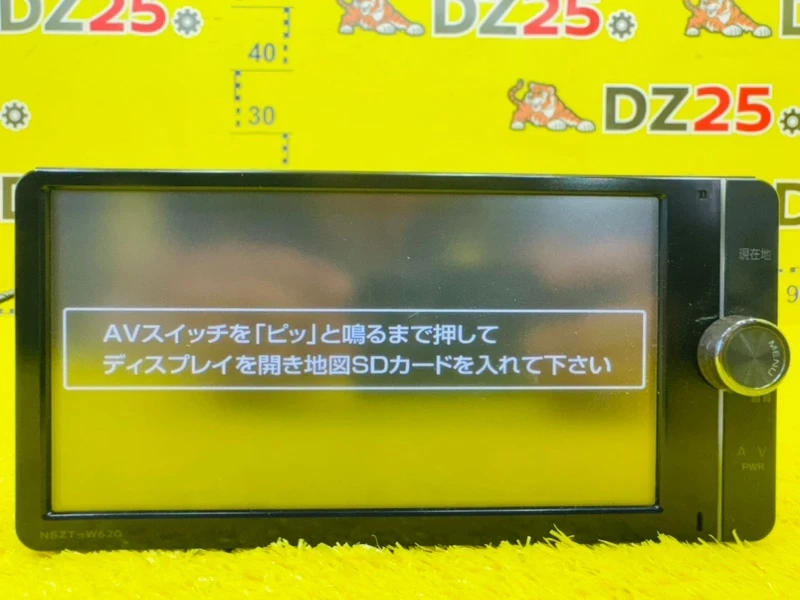 DZ25
DZ25
40
30
DZ25
現在地
AVスイッチを「ピッ」と鳴るまで押して
ディスプレイを開き地図SDカードを入れて下さい
MENU
A V
PWR
NSZT-W62G